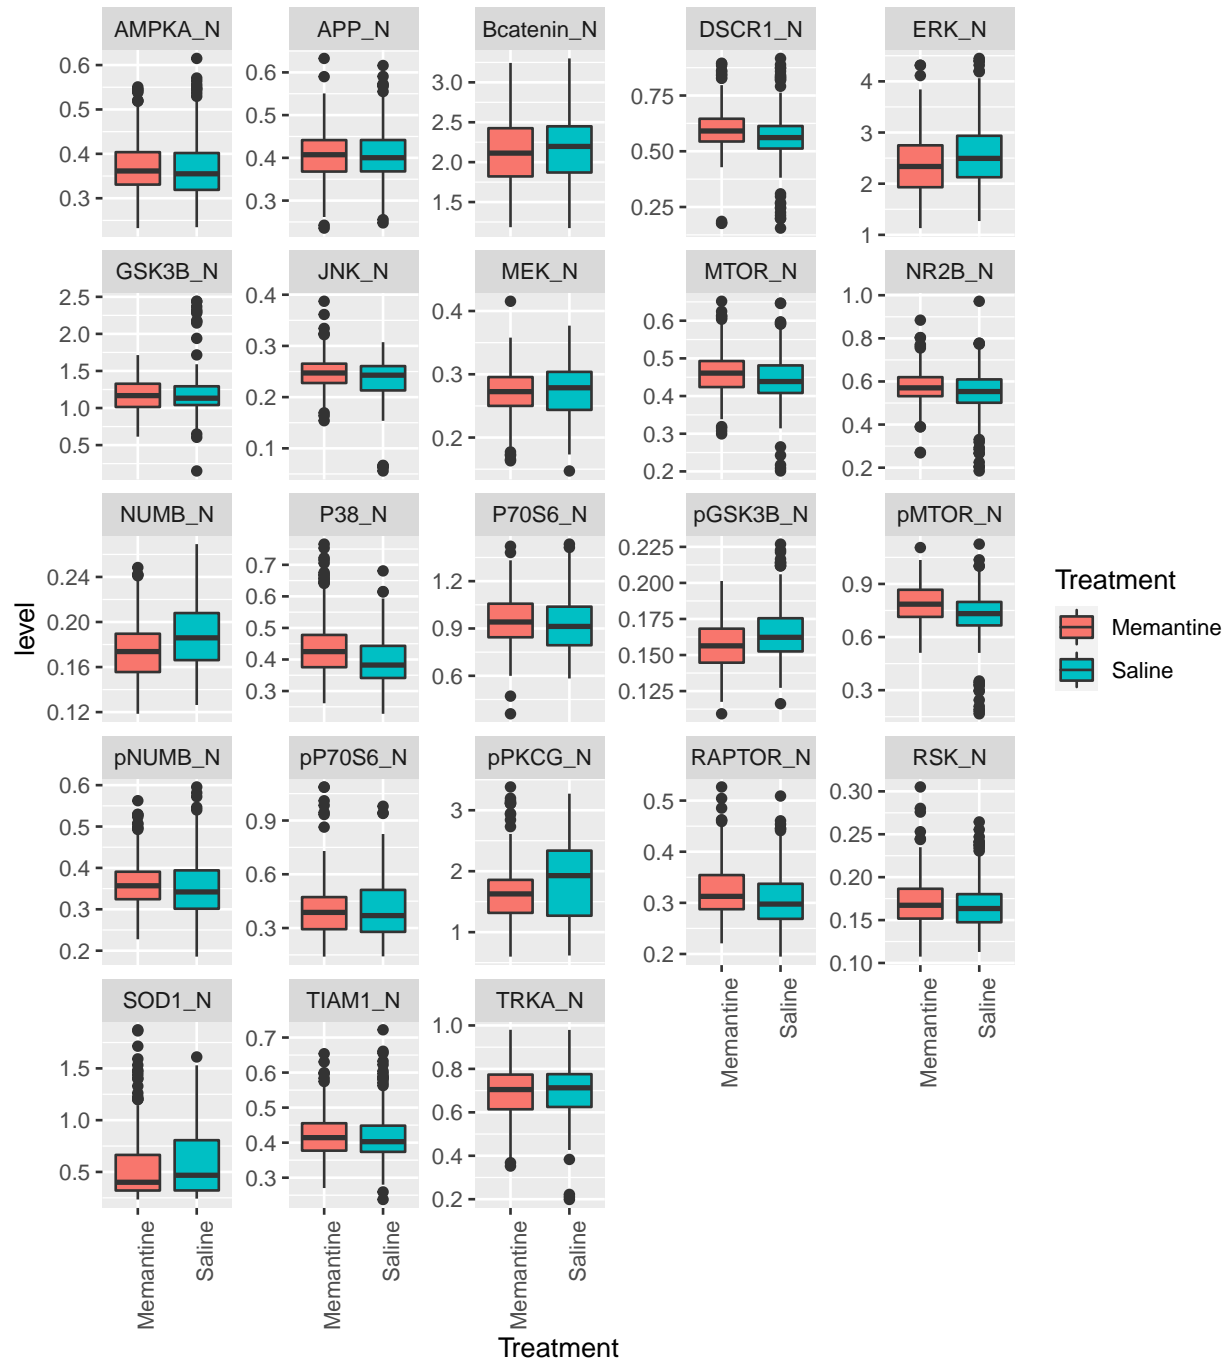 AMPKA_N APP_N Bcatenin_N DSCR1_N ERK_N
0.6 0.5 0.4 0.3
0.6 0.5 0.4 0.3
3.0 2.5 2.0 1.5
0.75 0.50 0.25
4 3 2 1
GSK3B_N JNK_N MEK_N MTOR_N NR2B_N
2.5 2.0 1.5 1.0 0.5
0.4 0.3 0.2 0.1
0.4 0.3 0.2
0.6 0.5 0.4 0.3 0.2
1.0 0.8 0.6 0.4 0.2
NUMB_N P38_N P70S6_N pGSK3B_N pMTOR_N
0.24 0.20 0.16 0.12
0.7 0.6 0.5 0.4 0.3
1.2 0.9 0.6
0.225 0.200 0.175 0.150 0.125
0.9 0.6 0.3
level
pNUMB_N pP70S6_N pPKCG_N RAPTOR_N RSK_N
0.6 0.5 0.4 0.3 0.2
0.9 0.6 0.3
3 2 1
0.5 0.4 0.3 0.2
0.30 0.25 0.20 0.15 0.10
SOD1_N TIAM1_N TRKA_N
1.5 1.0 0.5
0.7 0.6 0.5 0.4 0.3
1.0 0.8 0.6 0.4 0.2
Memantine Saline Memantine Saline
Memantine Saline Memantine Saline Memantine Saline
Treatment
Treatment
Memantine
Saline